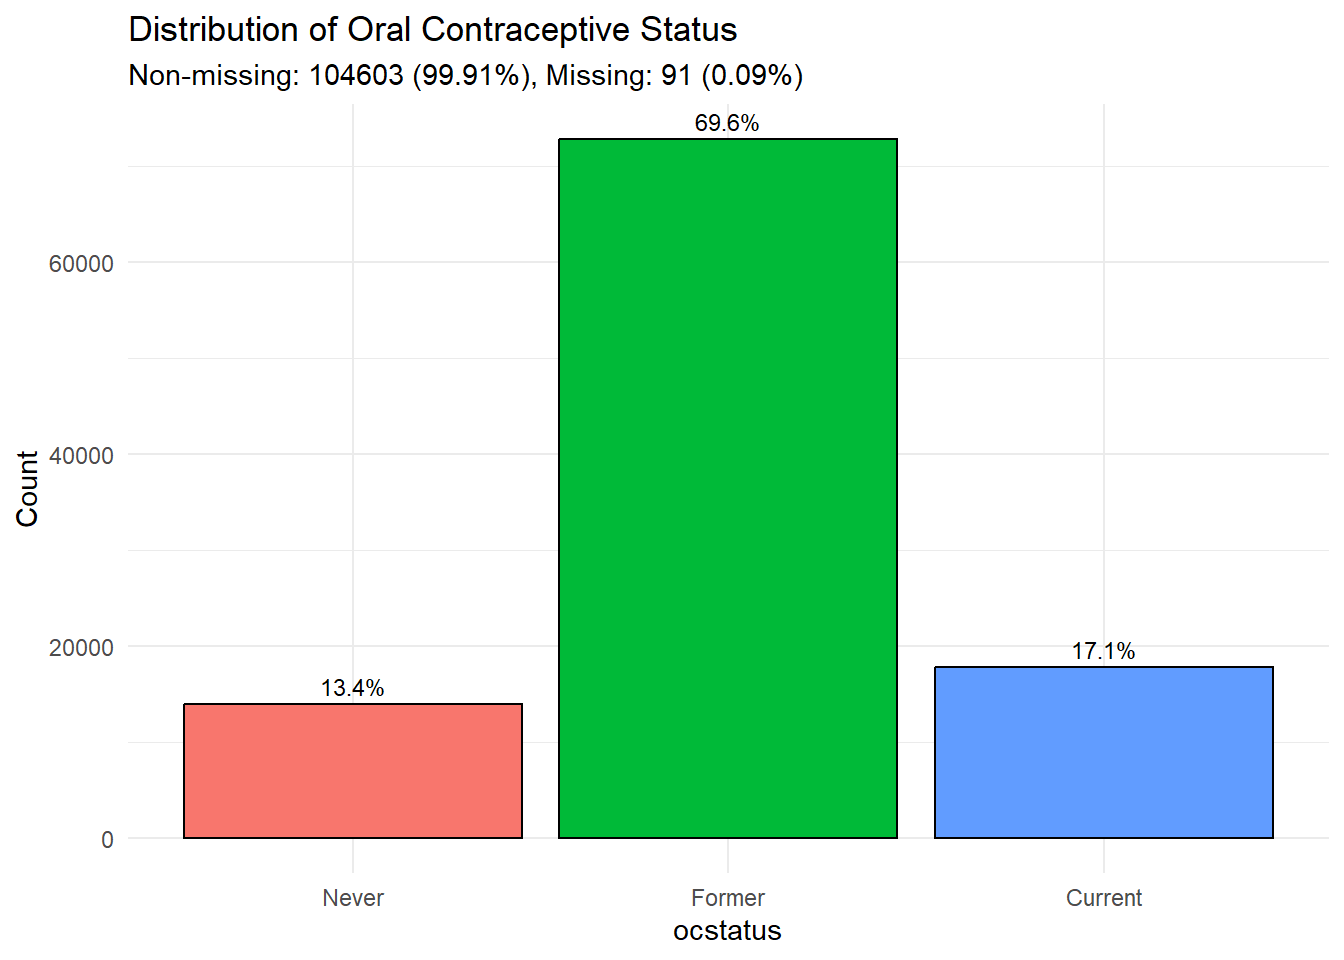 Distribution of Oral Contraceptive Status
Non-missing: 104603 (99.91%), Missing: 91 (0.09%)
69.6%
60000
40000
Count
20000
17.1%
13.4%
0
Never
Former
Current
ocstatus